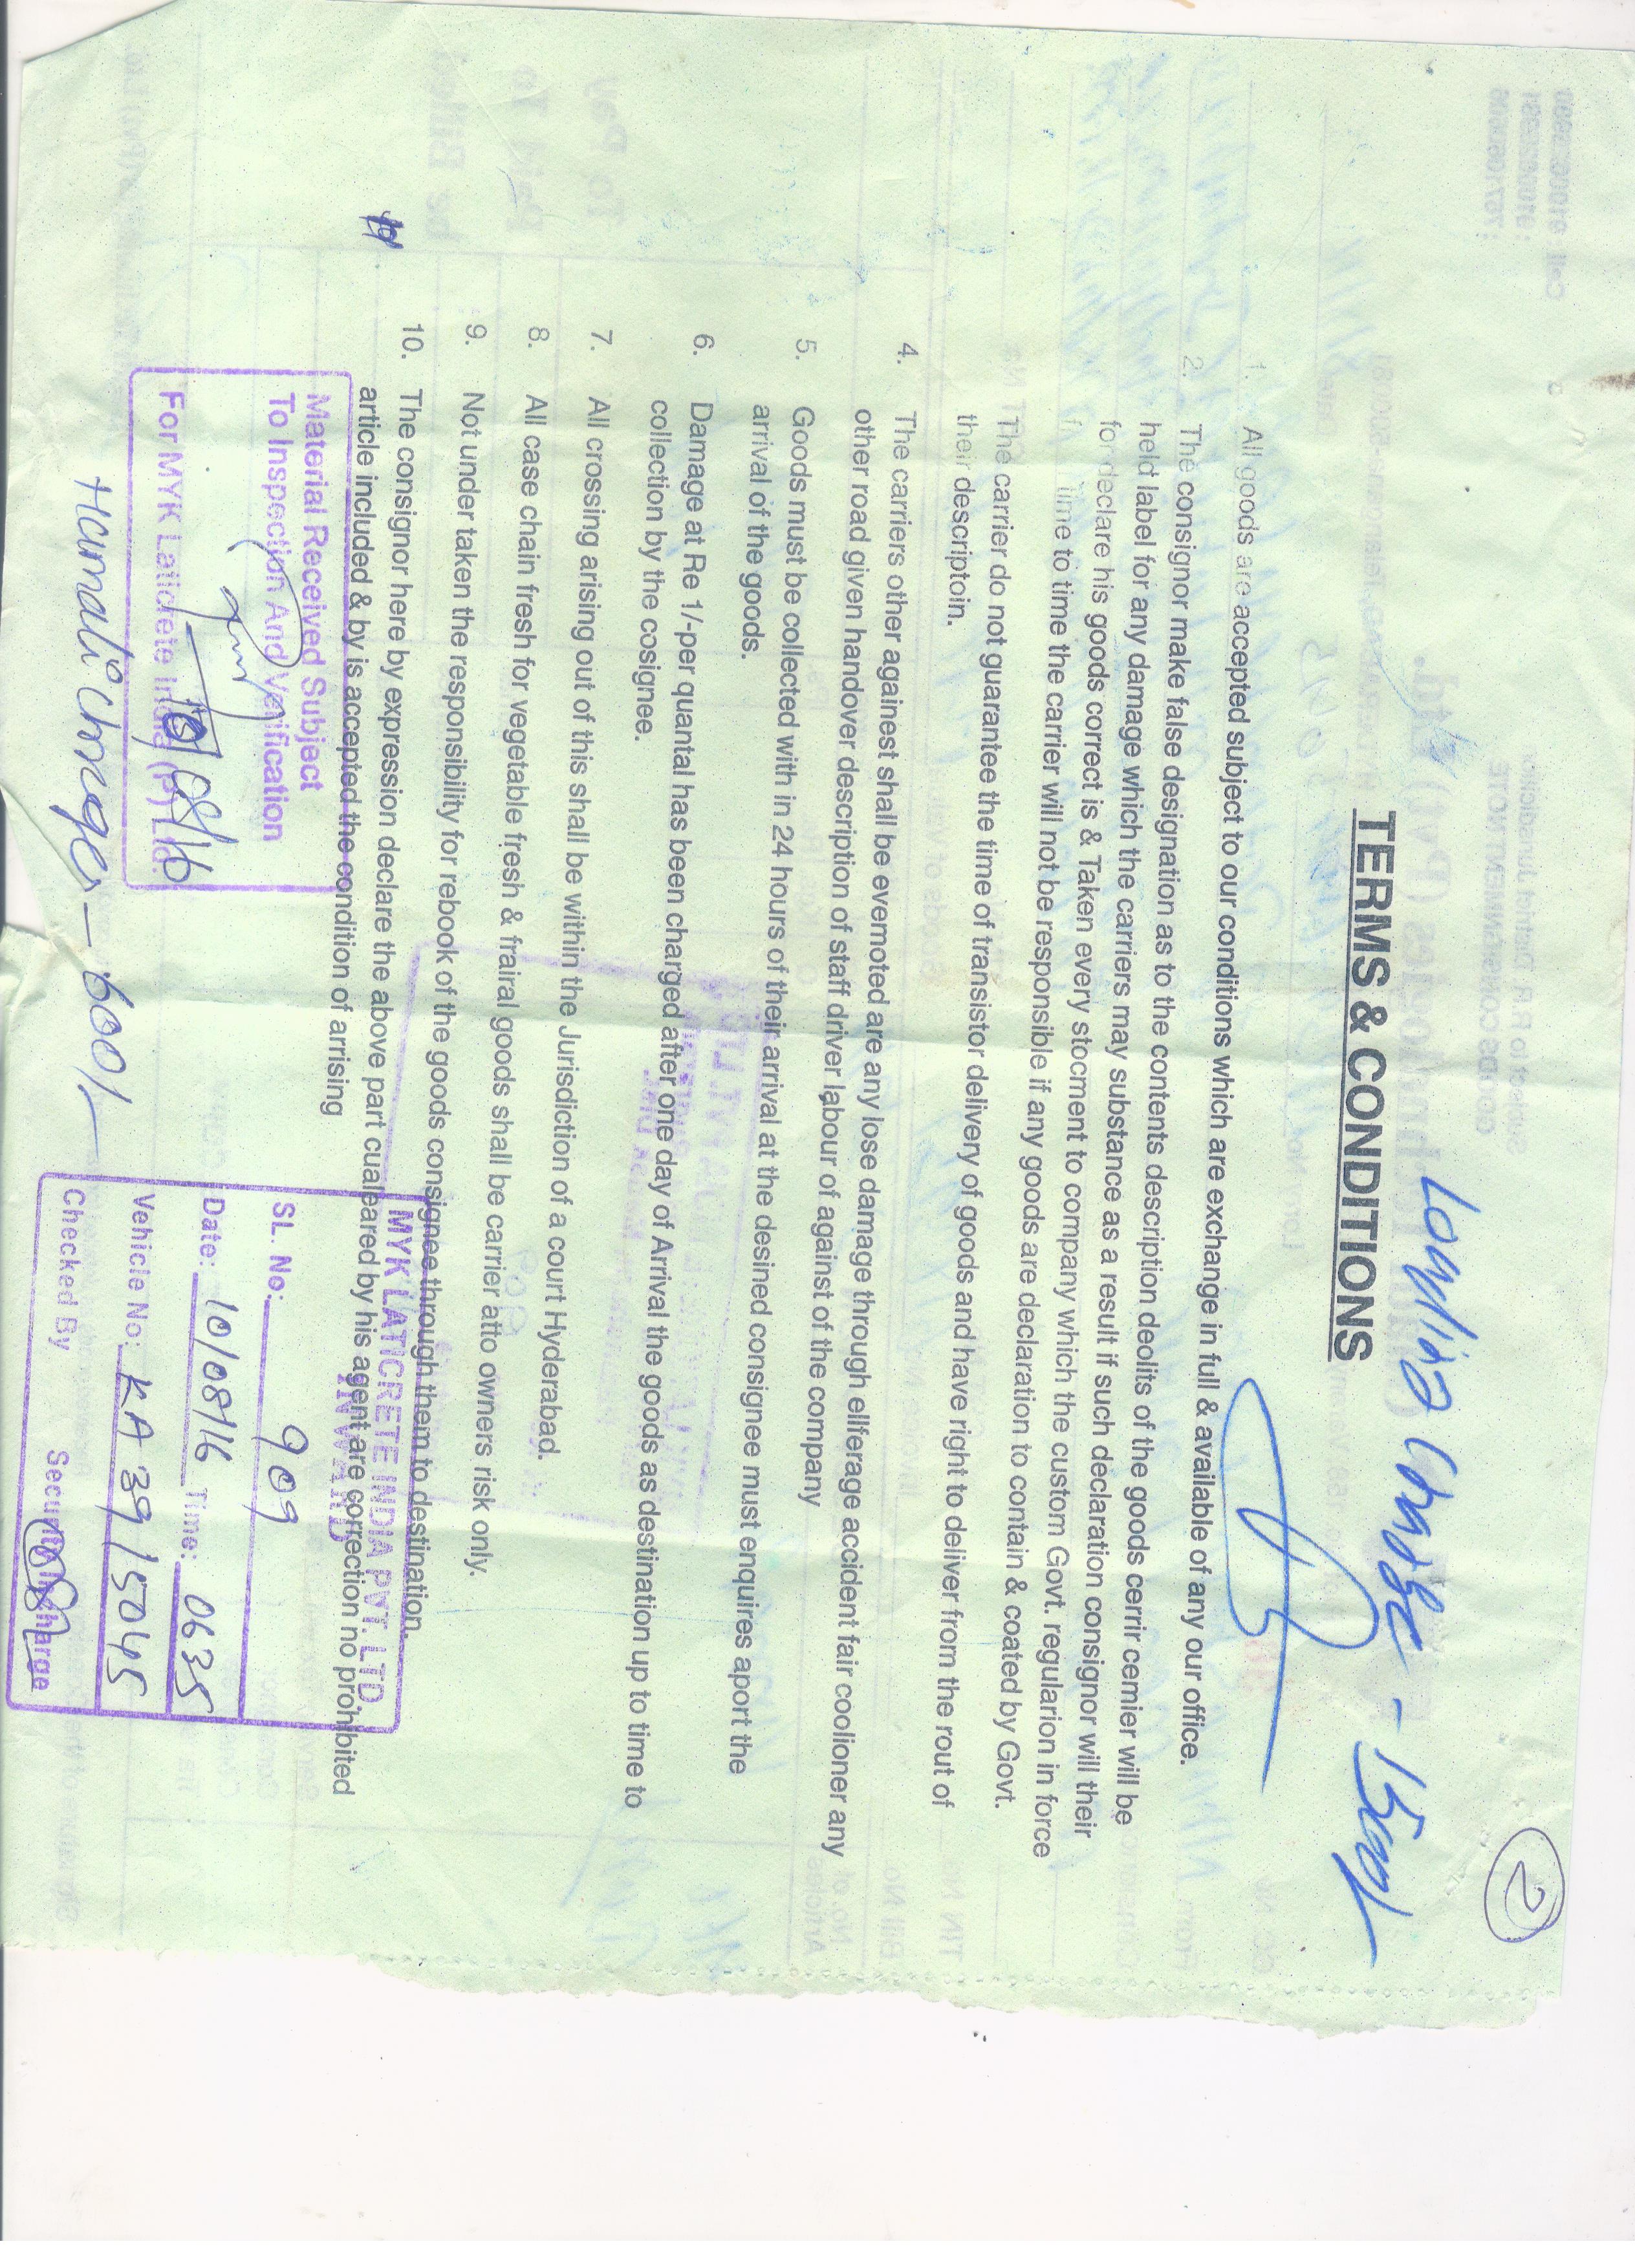 2
Loading Charge - 1500/-
TERMS & CONDITIONS
1. All goods are accepted subject to our conditions which are exchange in full & available of any our office.
2. The consignor make false designation as to the contents description deolits of the goods cerrir cemier will be
held label for any damage which the carriers may substance as a result if such declaration consignor will their
for declare his goods correct is & Taken every stocment to company which the custom Govt. regularion in force
time to time the carrier will not be responsible if any goods are declaration to contain & coated by Govt.
The carrier do not guarantee the time of transistor delivery of goods and have right to deliver from the rout of
their descriptoin.
4. The carriers other againest shall be evemoted are any lose damage through ellferage accident fair coolioner any
other road given handover description of staff driver labour of against of the company
5. Goods must be collected with in 24 hours of their arrival at the desined consignee must enquires aport the
arrival of the goods.
6. Damage at Re 1/-per quantal has been charged after one day of Arrival the goods as destination up to time to
collection by the cosignee.
7. All crossing arising out of this shall be within the Jurisdiction of a court Hyderabad.
8. All case chain fresh for vegetable fresh & frairal goods shall be carrier atto owners risk only.
9. Not under taken the responsibility for rebook of the goods consignee through them to destination.
10. The consignor here by expression declare the above part cualeared by his agent are correction no prohibited
article included & by is accepted the condition of arrising
Material Received Subject
To Inspection And Verification
For MYK Laticrete India (P) Ltd.
10/08/16
Hamali Charges - 600/-
MYK LATICRETE INDIA PVT. LTD.
INWARD
SL. No: 909
Date: 10/08/16 Time: 0635
Vehicle No: KA 39/5045
Checked By Security Incharge